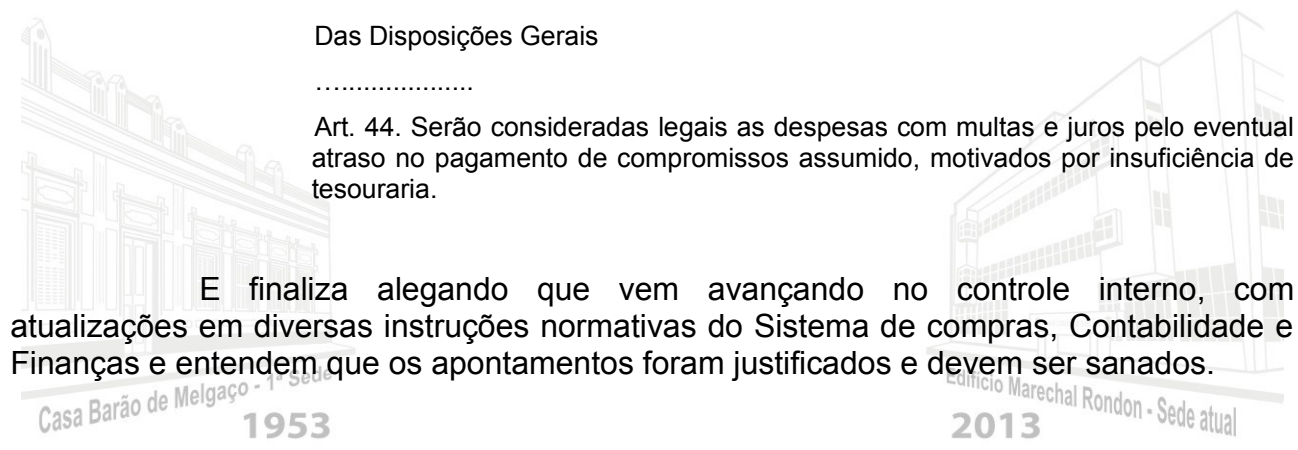 Das Disposições Gerais
…..................
Art. 44. Serão consideradas legais as despesas com multas e juros pelo eventual
atraso no pagamento de compromissos assumido, motivados por insuficiência de
tesouraria.
E finaliza alegando que vem avançando no controle interno, com
atualizações em diversas instruções normativas do Sistema de compras, Contabilidade e
Finanças e entendem que os apontamentos foram justificados e devem ser sanados.
Casa Barão de Melgaço - 1ª Sede
1953
Edifício Marechal Rondon - Sede atual
2013